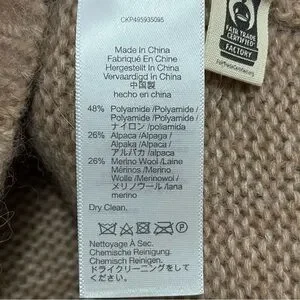 CKP495935095
Made In China
Fabriqué En Chine
Hergestellt In China
Vervaardigd in China
中国製
hecho en china
48% Polyamide /Polyamide /
Polyamide /Polyamide /
ナイロン /poliamida
26% Alpaca /Alpaga /
Alpaka /Alpaca /
アルパカ /alpaca
26% Merino Wool /Laine
Mérinos /Merino
Wolle /Merinowol /
メリノウール /lana
merino
Dry Clean.
Nettoyage À Sec.
Chemische Reinigung.
Chemisch Reinigen.
ドライクリーニングをして
ください。
FAIR TRADE
CERTIFIED
FACTORY
FairTradeCertified.org